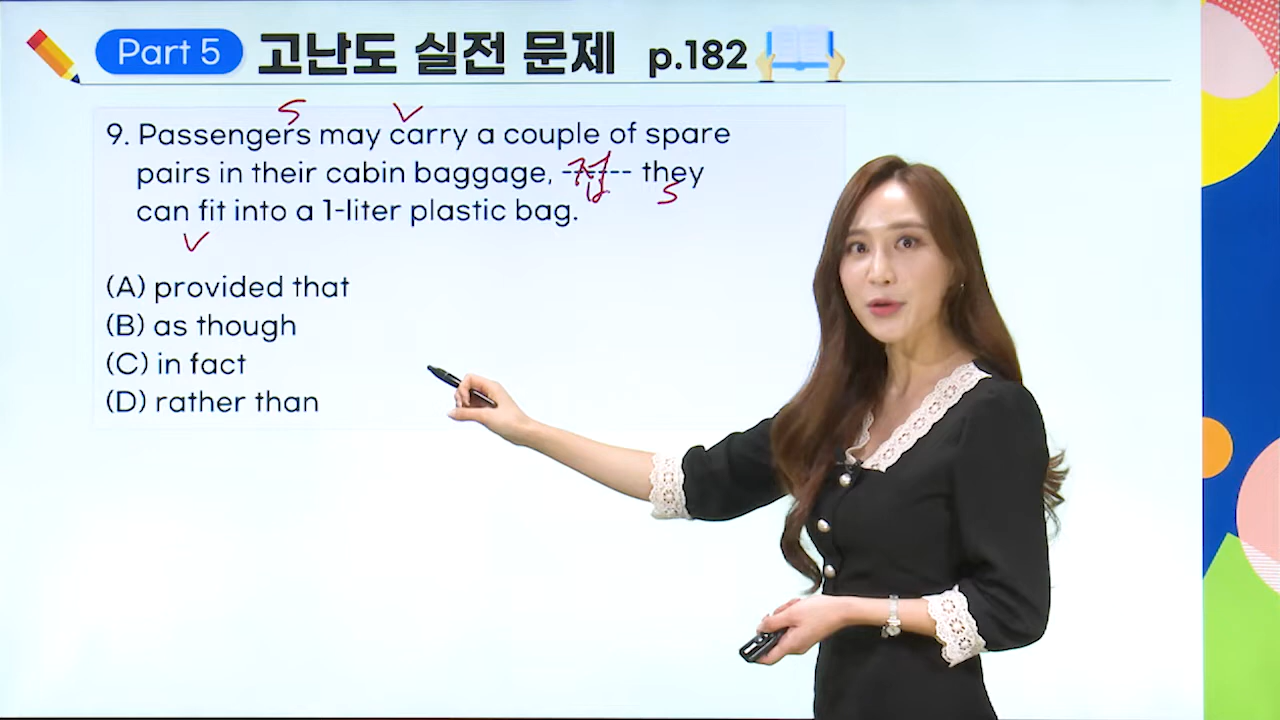 Part 5 고난도 실전 문제 p.182
S V
9. Passengers may carry a couple of spare
pairs in their cabin baggage, ------ they
접 S
can fit into a 1-liter plastic bag.
V
(A) provided that
(B) as though
(C) in fact
(D) rather than